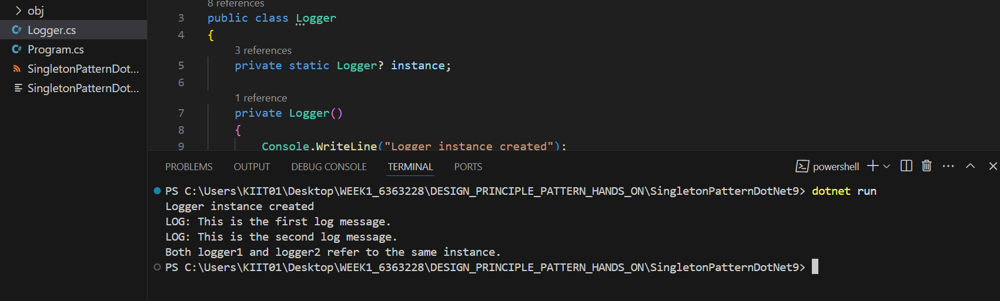 obj
Logger.cs
Program.cs
SingletonPatternDot...
SingletonPatternDot...
8 references
3 public class Logger
4 {
3 references
5 private static Logger? instance;
6
1 reference
7 private Logger()
8 {
9 Console.WriteLine("Logger instance created");
PROBLEMS OUTPUT DEBUG CONSOLE TERMINAL PORTS powershell
PS C:\Users\KIIT01\Desktop\WEEK1_6363228\DESIGN_PRINCIPLE_PATTERN_HANDS_ON\SingletonPatternDotNet9> dotnet run
Logger instance created
LOG: This is the first log message.
LOG: This is the second log message.
Both logger1 and logger2 refer to the same instance.
PS C:\Users\KIIT01\Desktop\WEEK1_6363228\DESIGN_PRINCIPLE_PATTERN_HANDS_ON\SingletonPatternDotNet9>